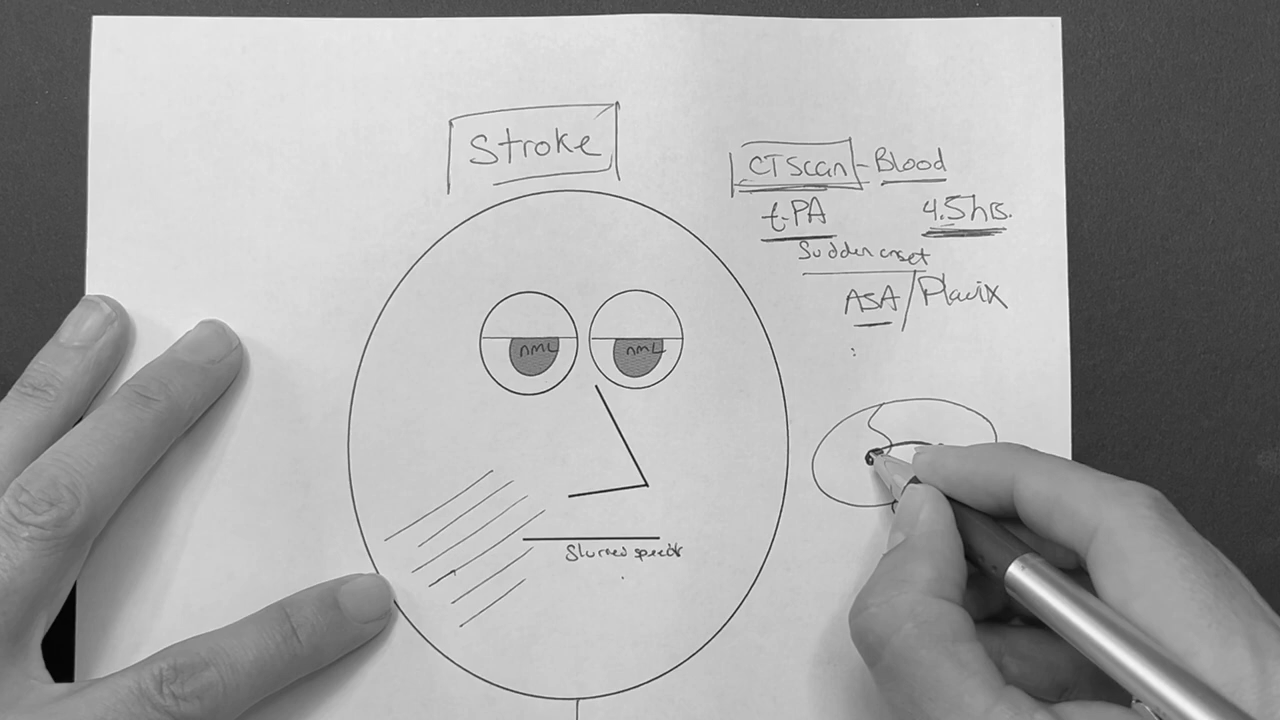 Stroke
CT Scan - Blood
t-PA 4.5 hrs.
Sudden onset
ASA/Plavix
nml nml
Slurred speech